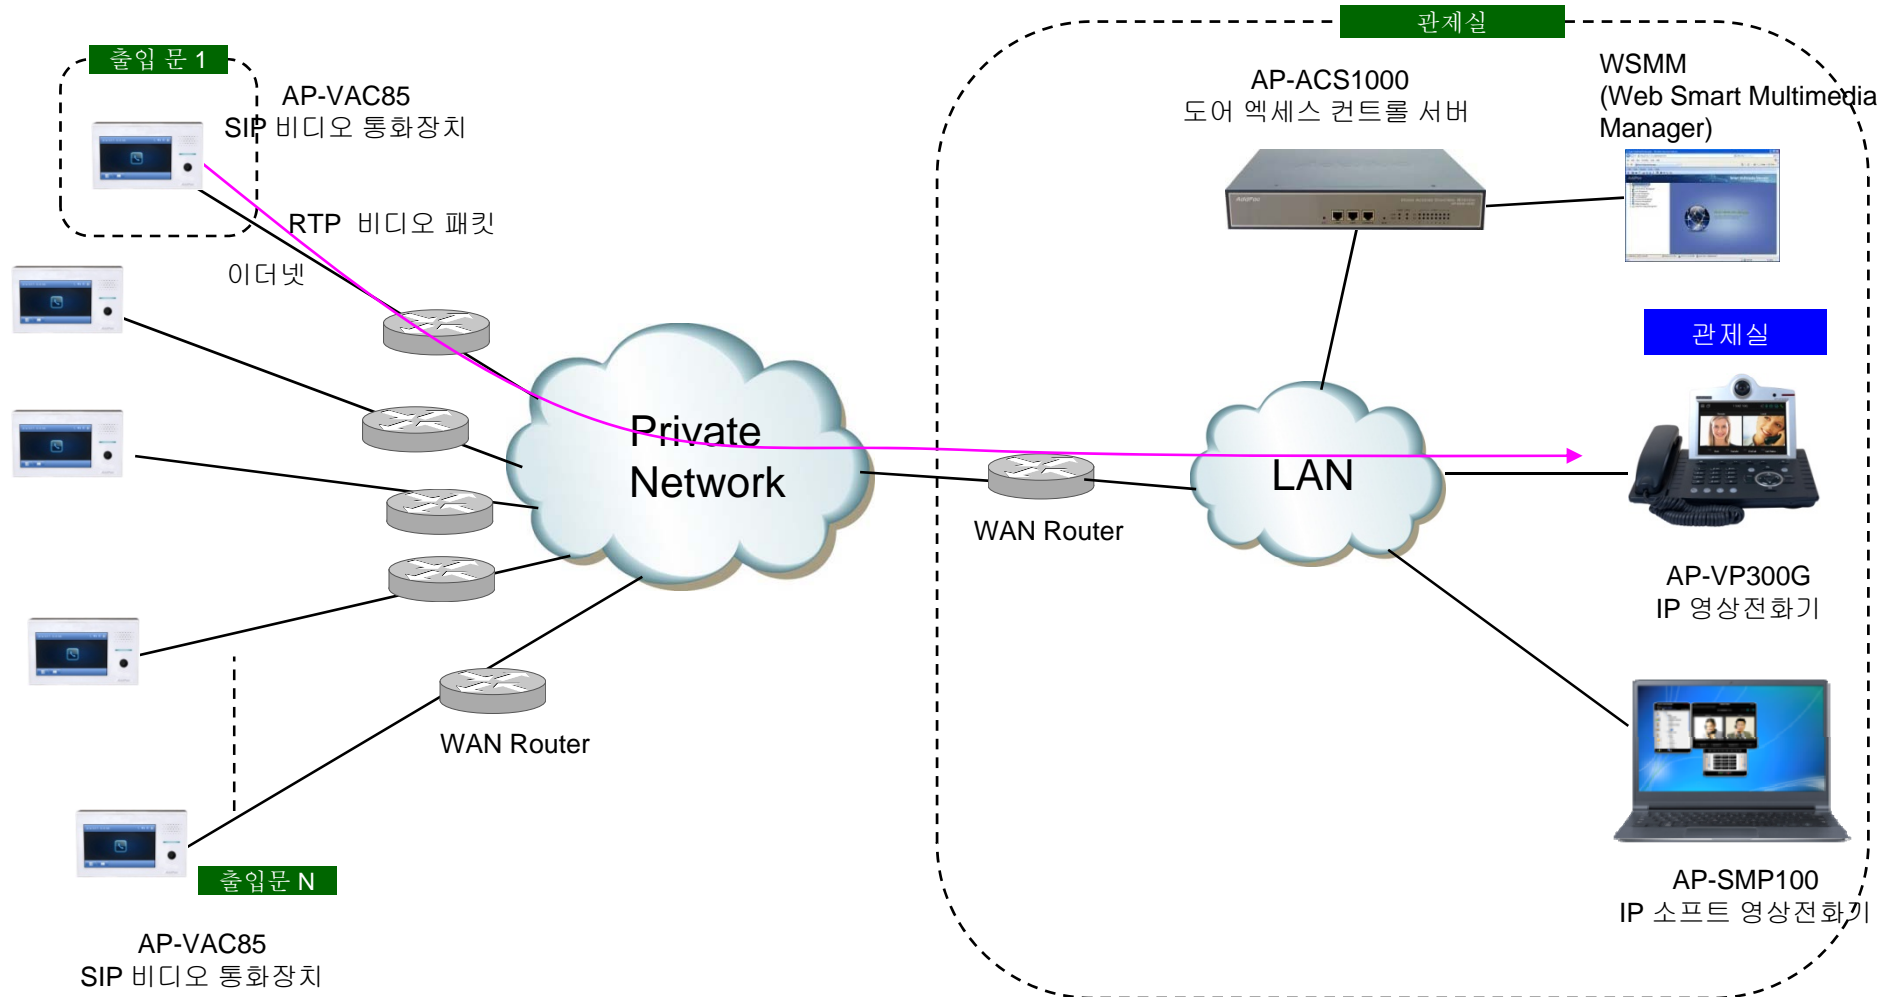 관제실
출입 문 1
AP-VAC85
SIP 비디오 통화장치
AP-ACS1000
도어 엑세스 컨트롤 서버
WSMM
(Web Smart Multimedia
Manager)
RTP 비디오 패킷
이더넷
AddPac
관제실
Private
Network
LAN
WAN Router
AP-VP300G
IP 영상전화기
WAN Router
출입문 N
AP-VAC85
SIP 비디오 통화장치
AP-SMP100
IP 소프트 영상전화기